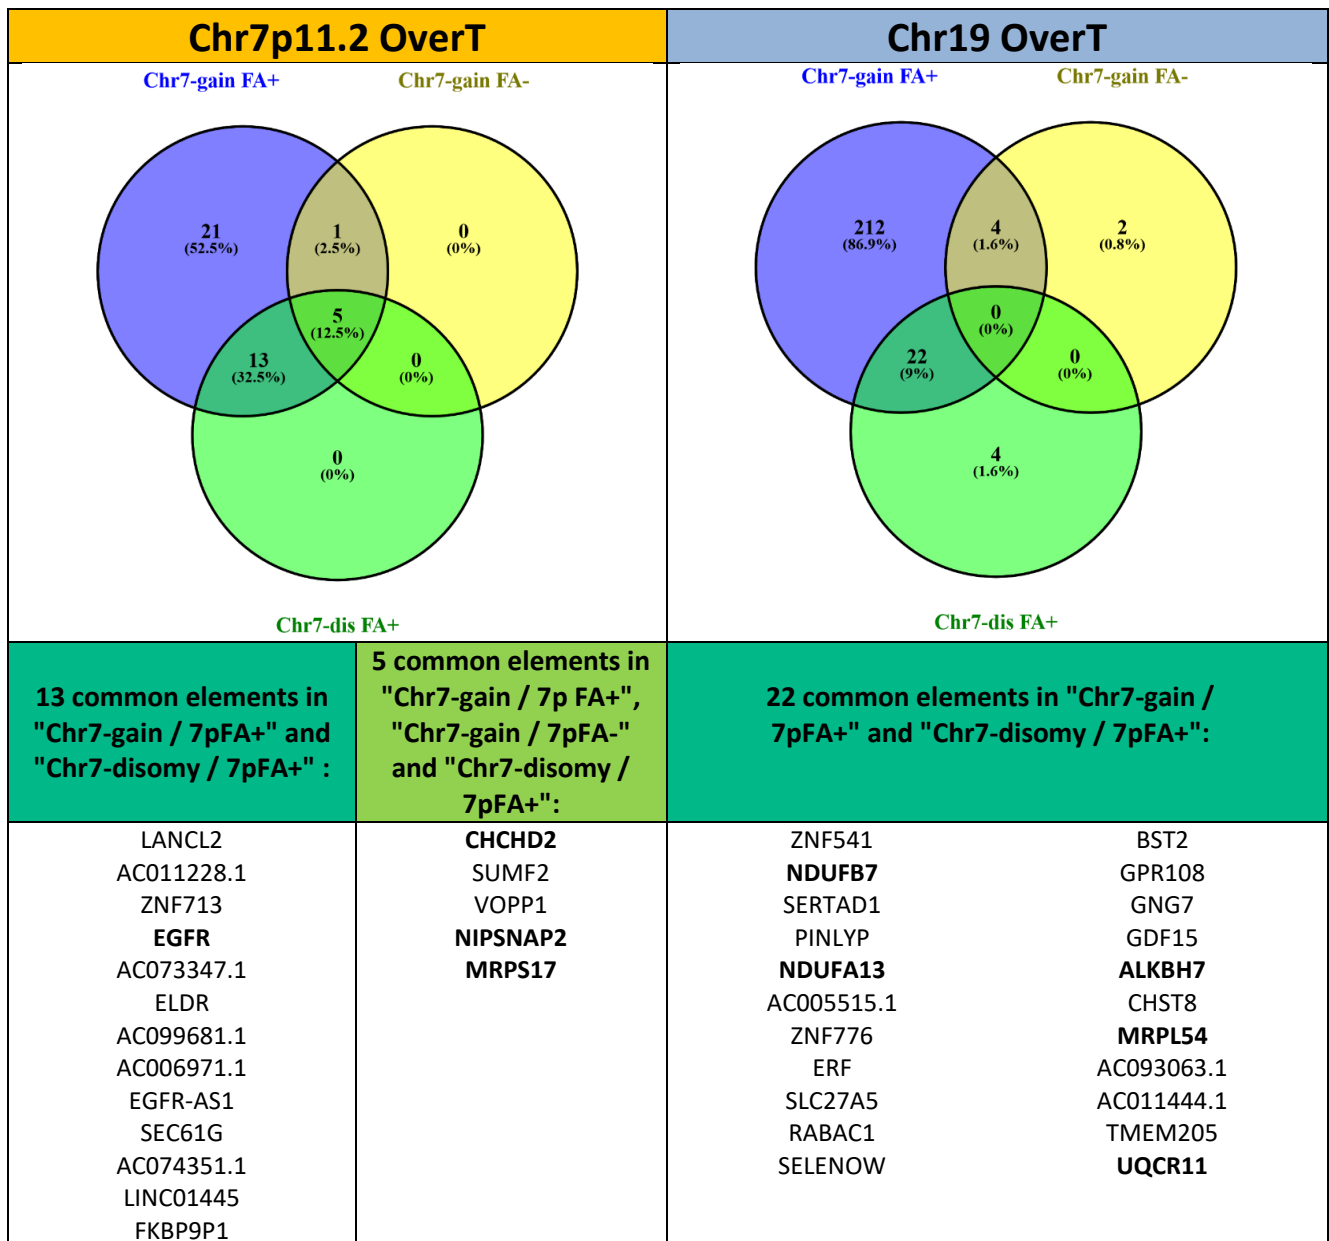 Chr7p11.2 OverT
Chr7-gain FA+
Chr7-gain FA-
21
(52.5%)
1
(2.5%)
0
(0%)
5
(12.5%)
13
(32.5%)
0
(0%)
0
(0%)
Chr7-dis FA+
Chr19 OverT
Chr7-gain FA+
Chr7-gain FA-
212
(86.9%)
4
(1.6%)
2
(0.8%)
0
(0%)
22
(9%)
0
(0%)
4
(1.6%)
Chr7-dis FA+
13 common elements in
"Chr7-gain / 7pFA+" and
"Chr7-disomy / 7pFA+" :
LANCL2
AC011228.1
ZNF713
EGFR
AC073347.1
ELDR
AC099681.1
AC006971.1
EGFR-AS1
SEC61G
AC074351.1
LINC01445
FKBP9P1
5 common elements in
"Chr7-gain / 7p FA+",
"Chr7-gain / 7pFA-"
and "Chr7-disomy /
7pFA+":
CHCHD2
SUMF2
VOPP1
NIPSNAP2
MRPS17
22 common elements in "Chr7-gain /
7pFA+" and "Chr7-disomy / 7pFA+":
ZNF541
NDUFB7
SERTAD1
PINLYP
NDUFA13
AC005515.1
ZNF776
ERF
SLC27A5
RABAC1
SELENOW
BST2
GPR108
GNG7
GDF15
ALKBH7
CHST8
MRPL54
AC093063.1
AC011444.1
TMEM205
UQCR11